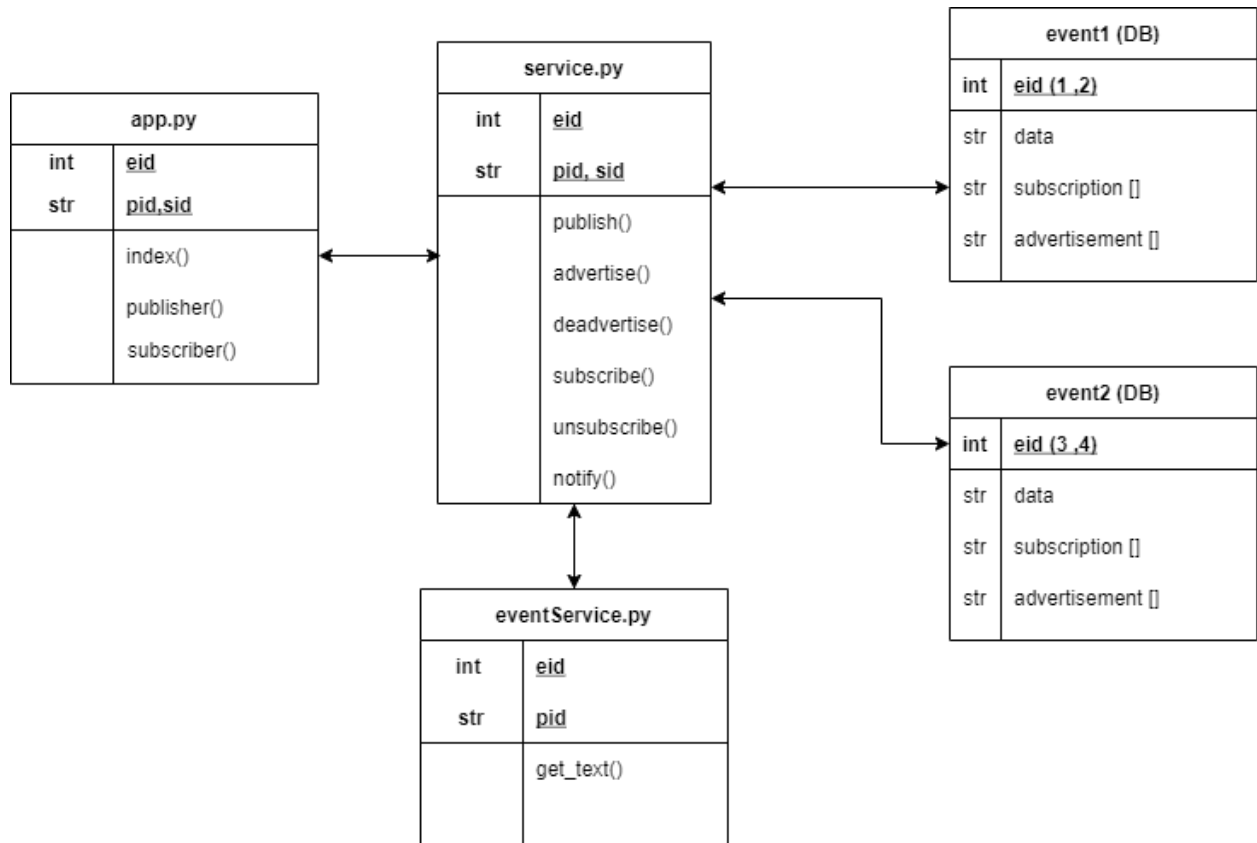 app.py
int eid
str pid,sid
index()
publisher()
subscriber()
service.py
int eid
str pid, sid
publish()
advertise()
deadvertise()
subscribe()
unsubscribe()
notify()
eventService.py
int eid
str pid
get_text()
event1 (DB)
int eid (1 ,2)
str data
str subscription []
str advertisement []
event2 (DB)
int eid (3 ,4)
str data
str subscription []
str advertisement []